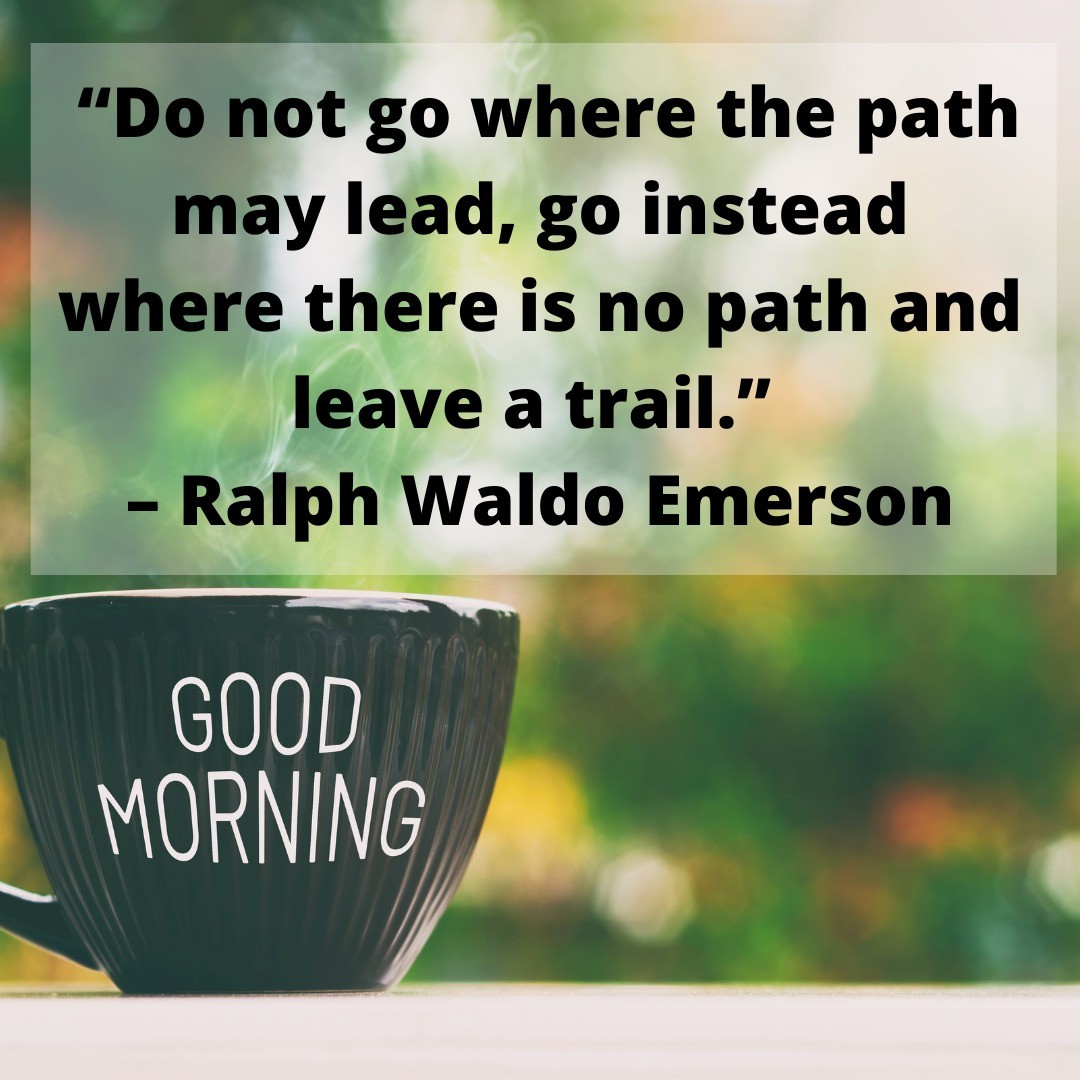 “Do not go where the path
may lead, go instead
where there is no path and
leave a trail.”
– Ralph Waldo Emerson
GOOD
MORNING